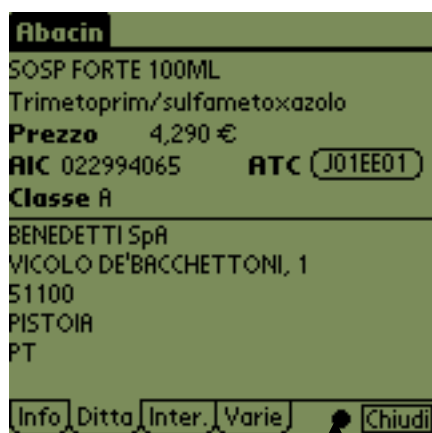 Abacin
SOSP FORTE 100ML
Trimetoprim/sulfametoxazolo
Prezzo 4,290 €
AIC 022994065 ATC J01EE01
Classe A
BENEDETTI SpA
VICOLO DE'BACCHETTONI, 1
51100
PISTOIA
PT
Info Ditta Inter. Varie Chiudi